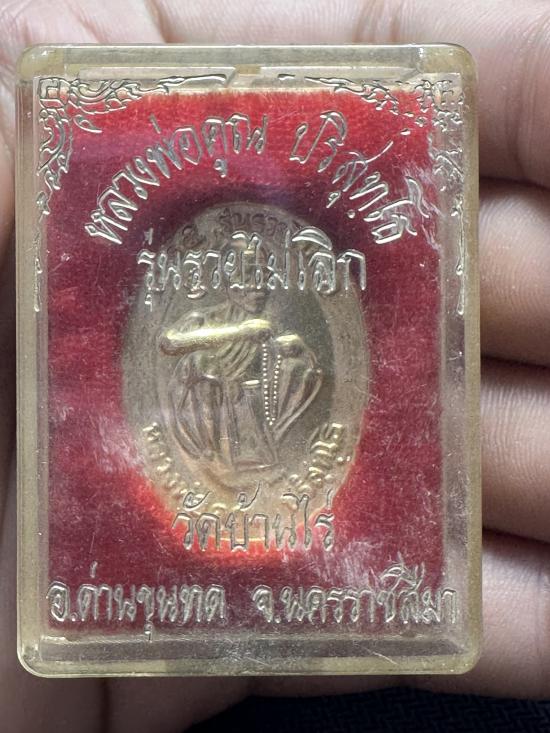 หลวงพ่อคูณ ปริสุทฺโธ
รุ่นรวยไม่เลิก
วัดบ้านไร่
อ.ด่านขุนทด จ.นครราชสีมา